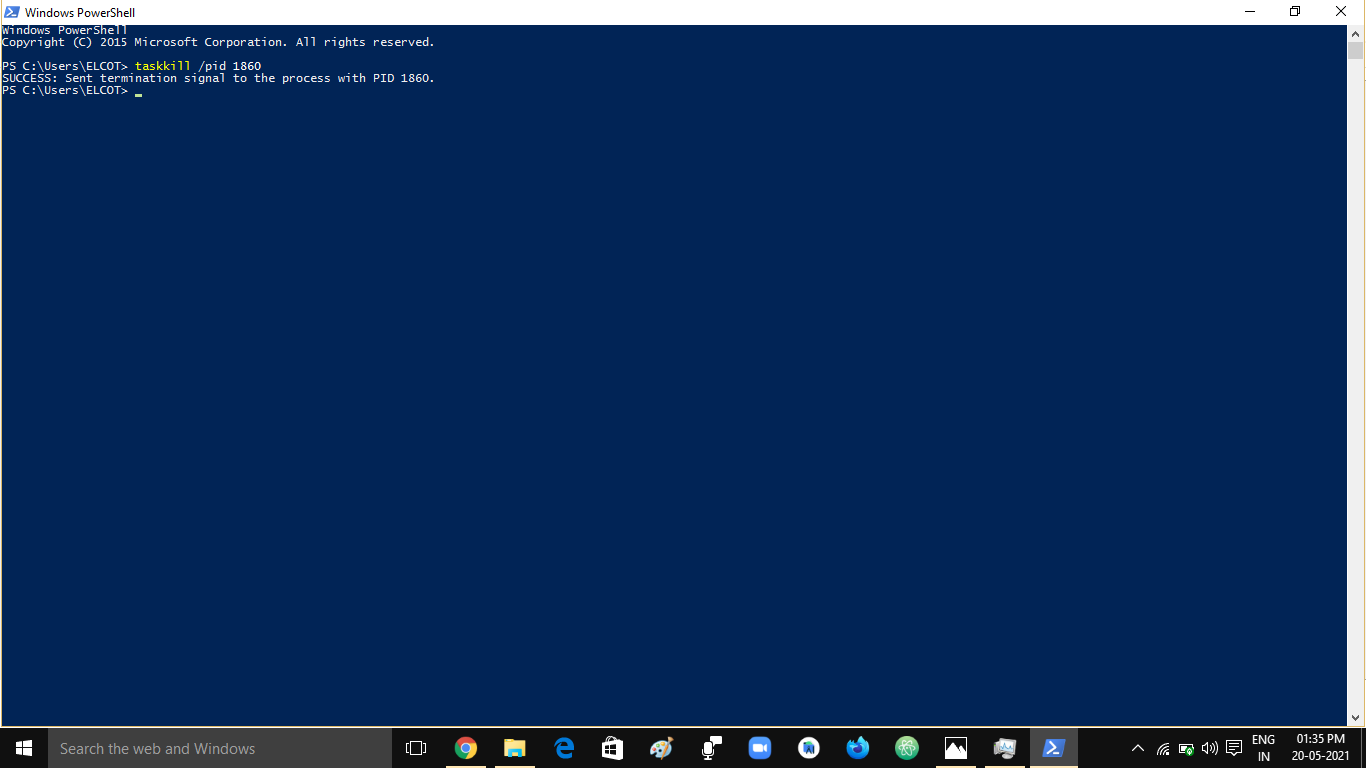 Windows PowerShell
Windows PowerShell
Copyright (C) 2015 Microsoft Corporation. All rights reserved.
PS C:\Users\ELCOT> taskkill /pid 1860
SUCCESS: Sent termination signal to the process with PID 1860.
PS C:\Users\ELCOT> _
Search the web and Windows
ENG
IN
01:35 PM
20-05-2021